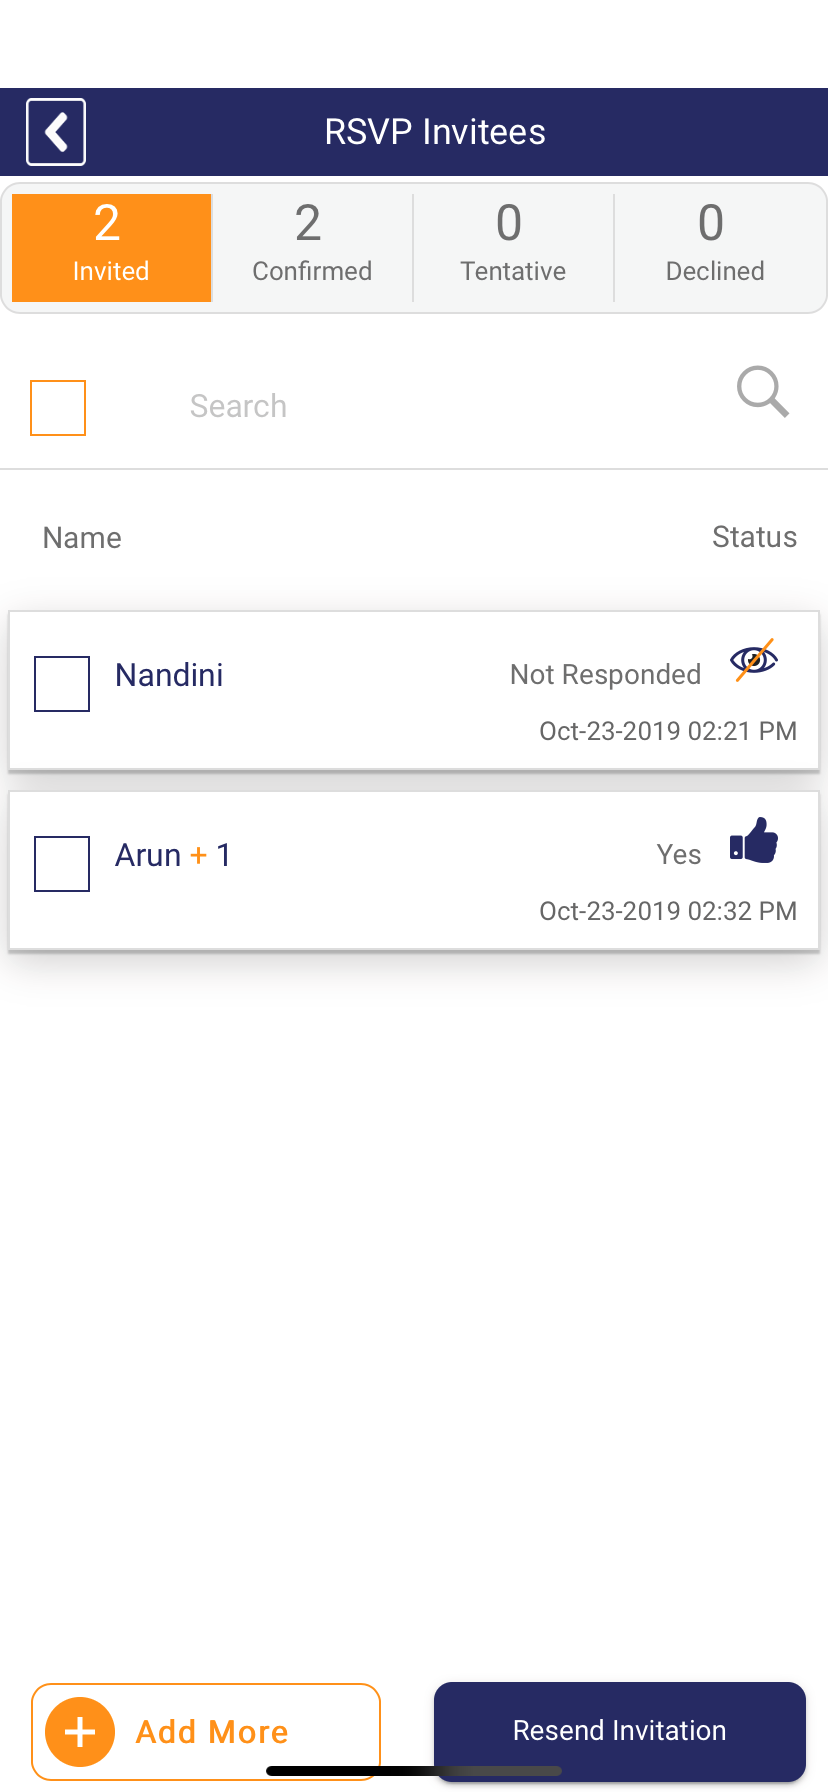 RSVP Invitees
2 2 0 0
Invited Confirmed Tentative Declined
Search
Name Status
Nandini Not Responded
Oct-23-2019 02:21 PM
Arun + 1 Yes
Oct-23-2019 02:32 PM
Add More Resend Invitation